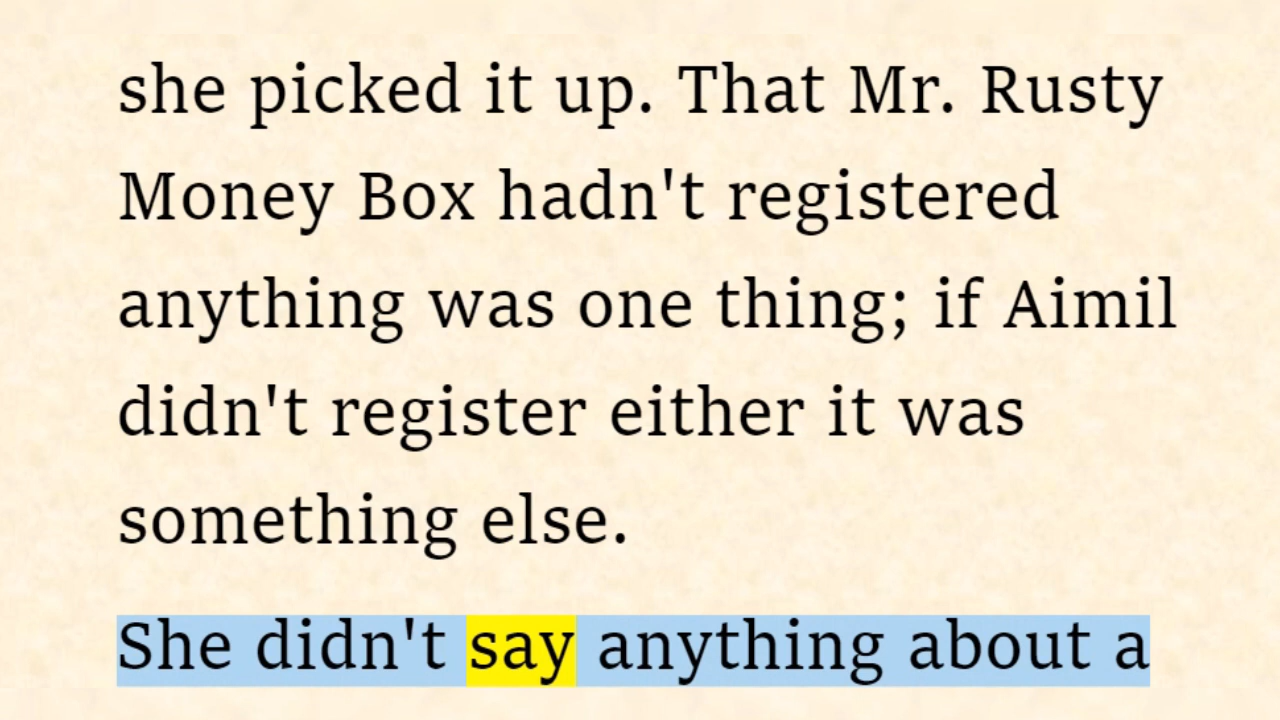 she picked it up. That Mr. Rusty
Money Box hadn't registered
anything was one thing; if Aimil
didn't register either it was
something else.
She didn't say anything about a